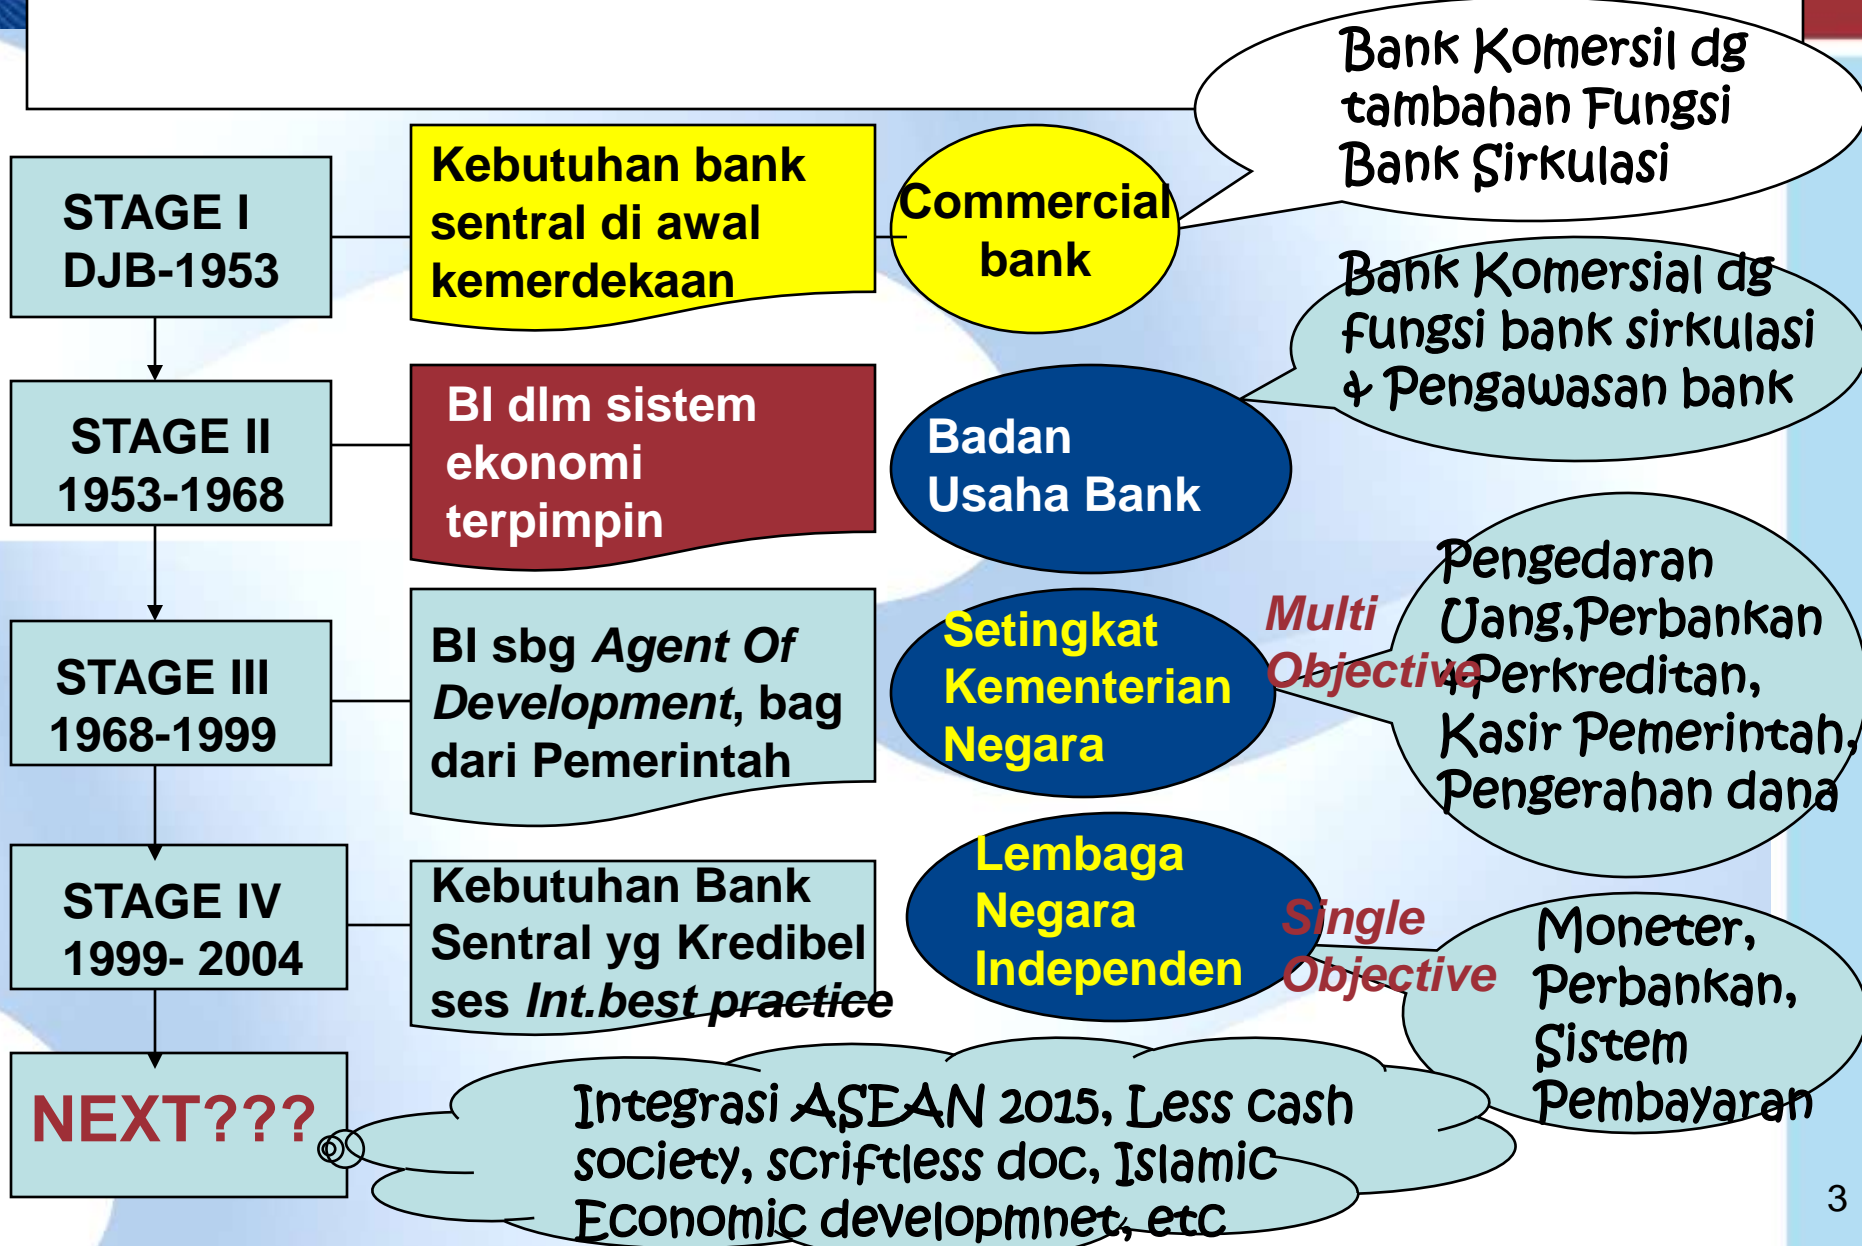 STAGE I
DJB-1953
Kebutuhan bank
sentral di awal
kemerdekaan
Commercial
bank
Bank Komersil dg
tambahan Fungsi
Bank Sirkulasi
STAGE II
1953-1968
BI dlm sistem
ekonomi
terpimpin
Badan
Usaha Bank
Bank Komersial dg
fungsi bank sirkulasi
& Pengawasan bank
STAGE III
1968-1999
BI sbg Agent Of
Development, bag
dari Pemerintah
Setingkat
Kementerian
Negara
Multi
Objective
Pengedaran
Uang,Perbankan
&Perkreditan,
Kasir Pemerintah,
Pengerahan dana
STAGE IV
1999- 2004
Kebutuhan Bank
Sentral yg Kredibel
ses Int.best practice
Lembaga
Negara
Independen
Single
Objective
Moneter,
Perbankan,
Sistem
Pembayaran
NEXT???
Integrasi ASEAN 2015, Less cash
society, scriftless doc, Islamic
Economic developmnet, etc
3